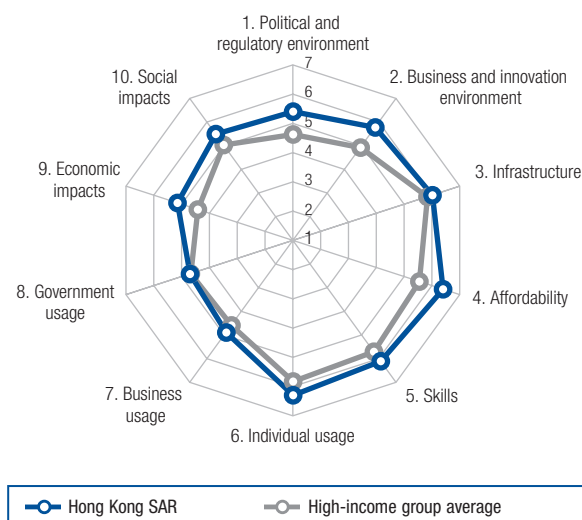 1. Political and
regulatory environment
2. Business and innovation
environment
3. Infrastructure
4. Affordability
5. Skills
6. Individual usage
7. Business
usage
8. Government
usage
9. Economic
impacts
10. Social
impacts
7
6
5
4
3
2
1
Hong Kong SAR
High-income group average